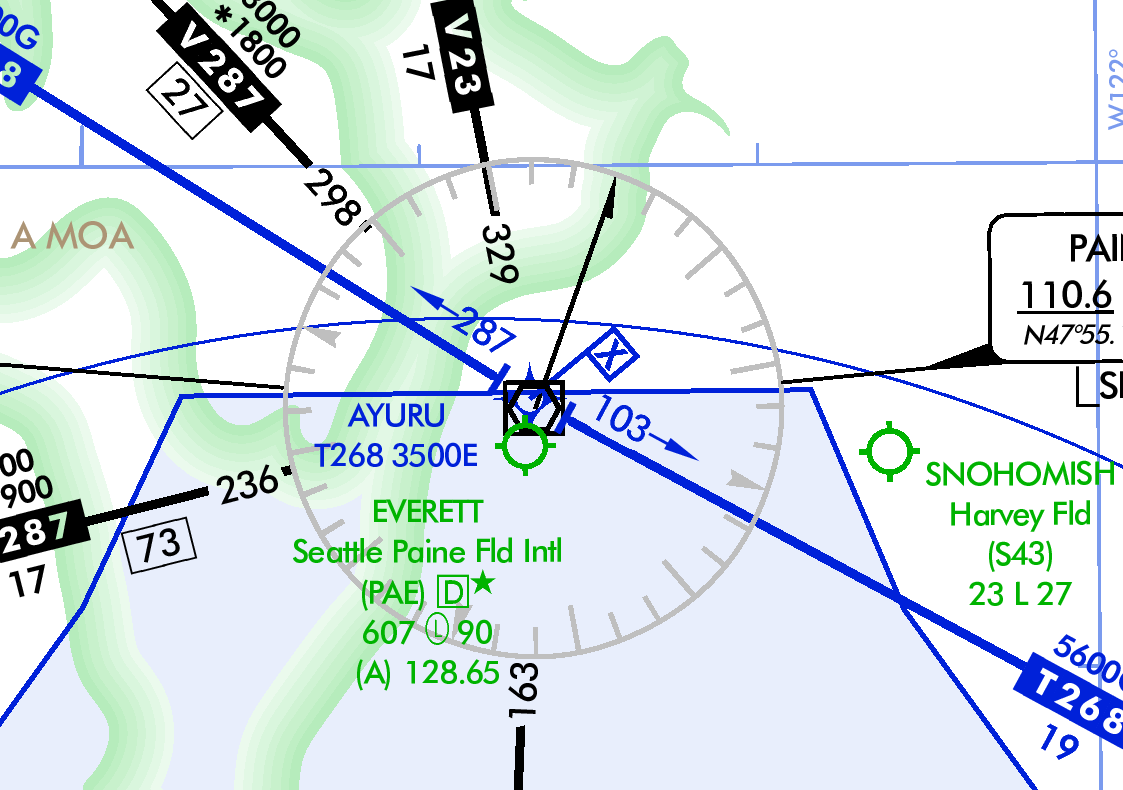 00G
8
3000
*1800
V287
27
V23
17
298
329
W122°
A MOA
287
X
PAI
110.6
N47°55.
AYURU
T268 3500E
103
236
00
900
287
17
73
EVERETT
Seattle Paine Fld Intl
(PAE) D★
607 Ⓛ 90
(A) 128.65
163
SNOHOMISH
Harvey Fld
(S43)
23 L 27
5600
T268
19